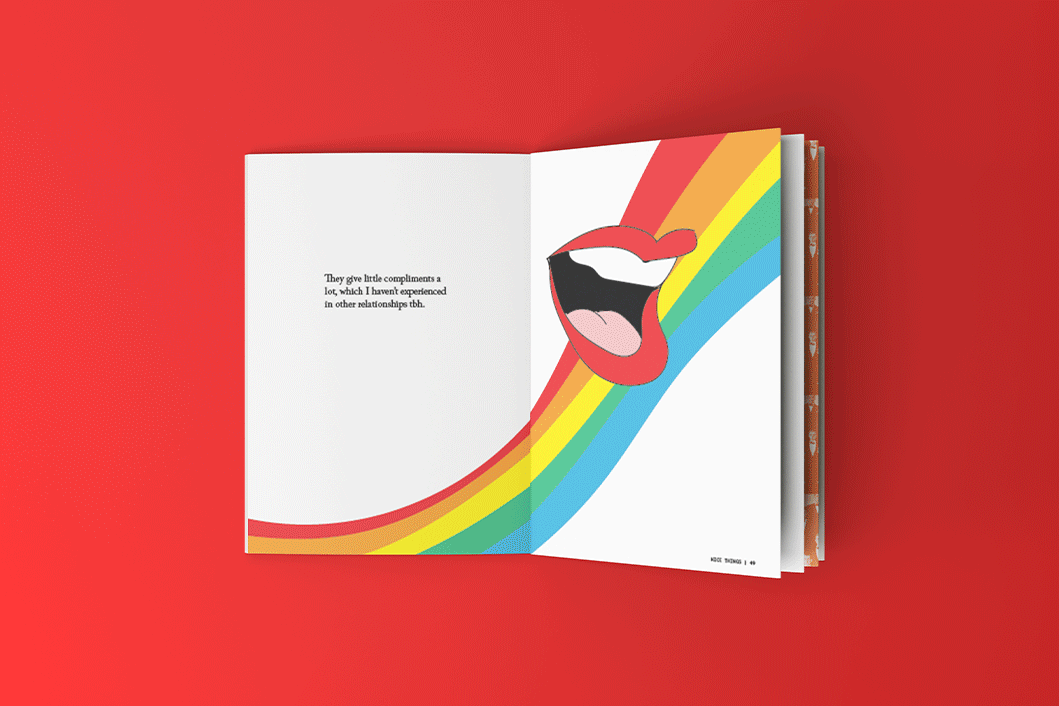 They give little compliments a
lot, which I haven't experienced
in other relationships tbh.
NICE THINGS | 49